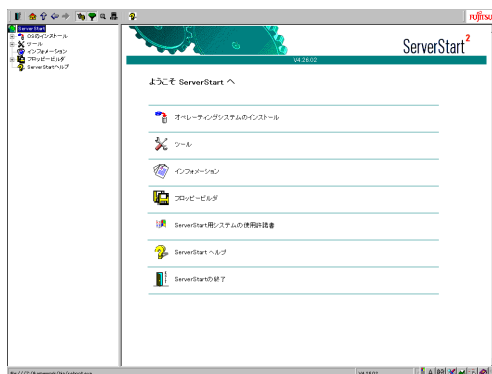 FUJITSU
ServerStart
OSのインストール
ツール
インフォメーション
フロッピービルダ
ServerStartヘルプ
ServerStart2
V4.26.02
ようこそ ServerStart へ
オペレーティングシステムのインストール
ツール
インフォメーション
フロッピービルダ
ServerStart用システムの使用許諾書
ServerStart ヘルプ
ServerStartの終了